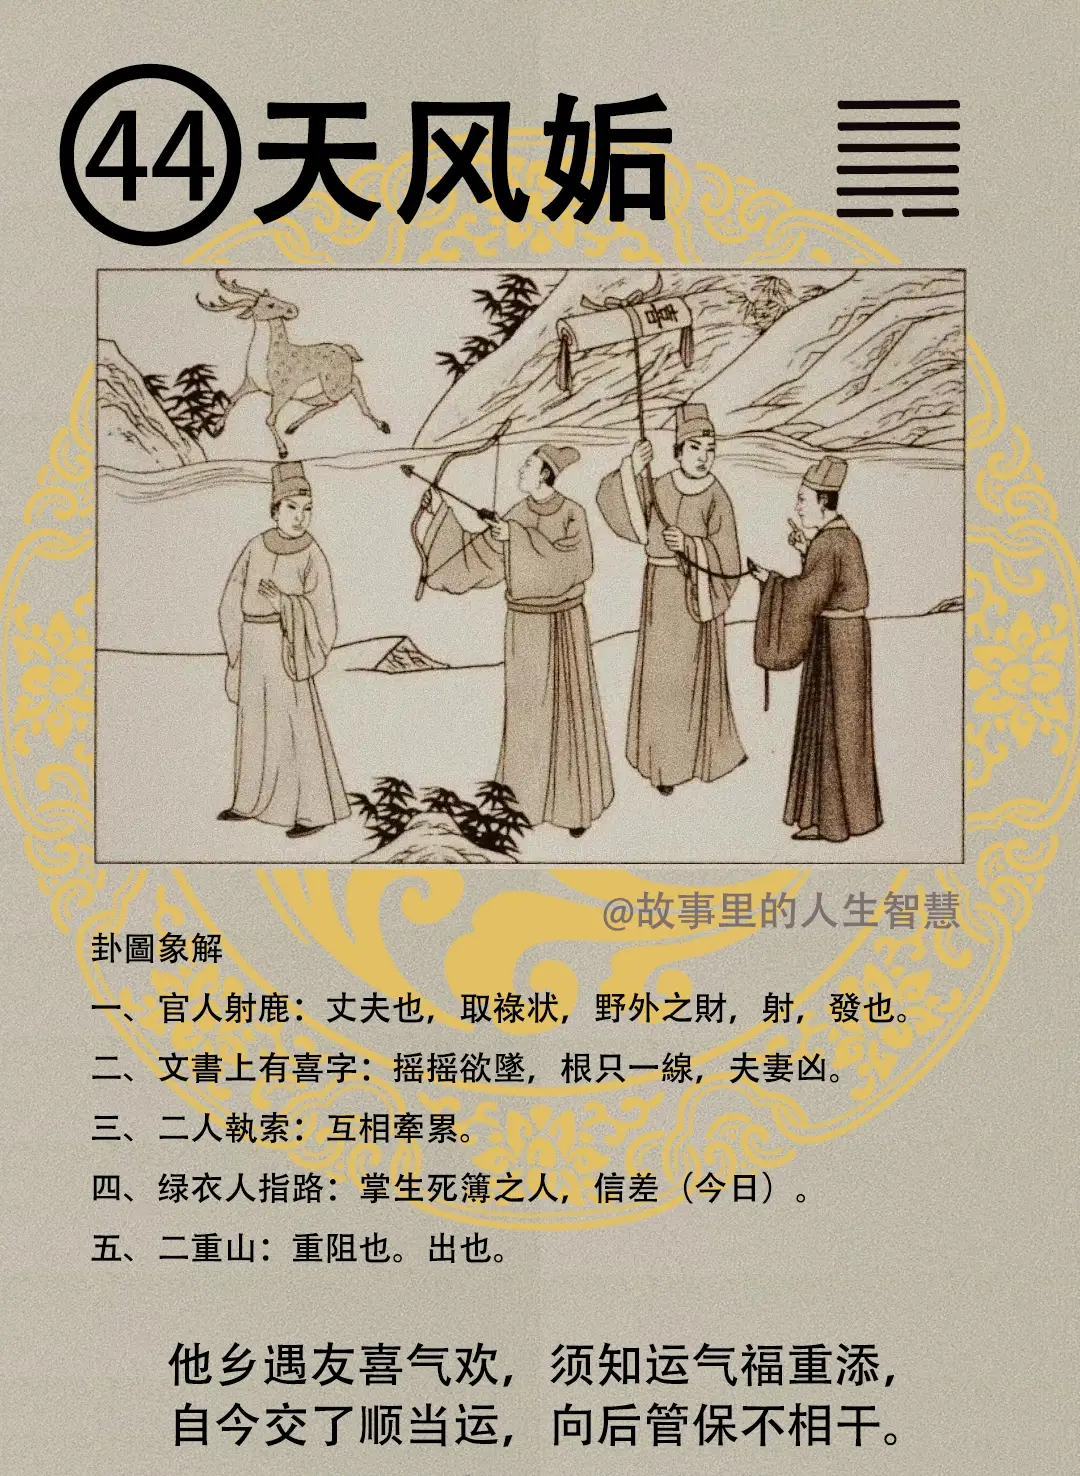 44 天风姤
喜
@故事里的人生智慧
卦圖象解
一、官人射鹿：丈夫也，取祿状，野外之財，射，發也。
二、文書上有喜字：摇摇欲墜，根只一線，夫妻凶。
三、二人執索：互相牽累。
四、绿衣人指路：掌生死簿之人，信差（今日）。
五、二重山：重阻也。出也。
他乡遇友喜气欢，须知运气福重添，
自今交了顺当运，向后管保不相干。